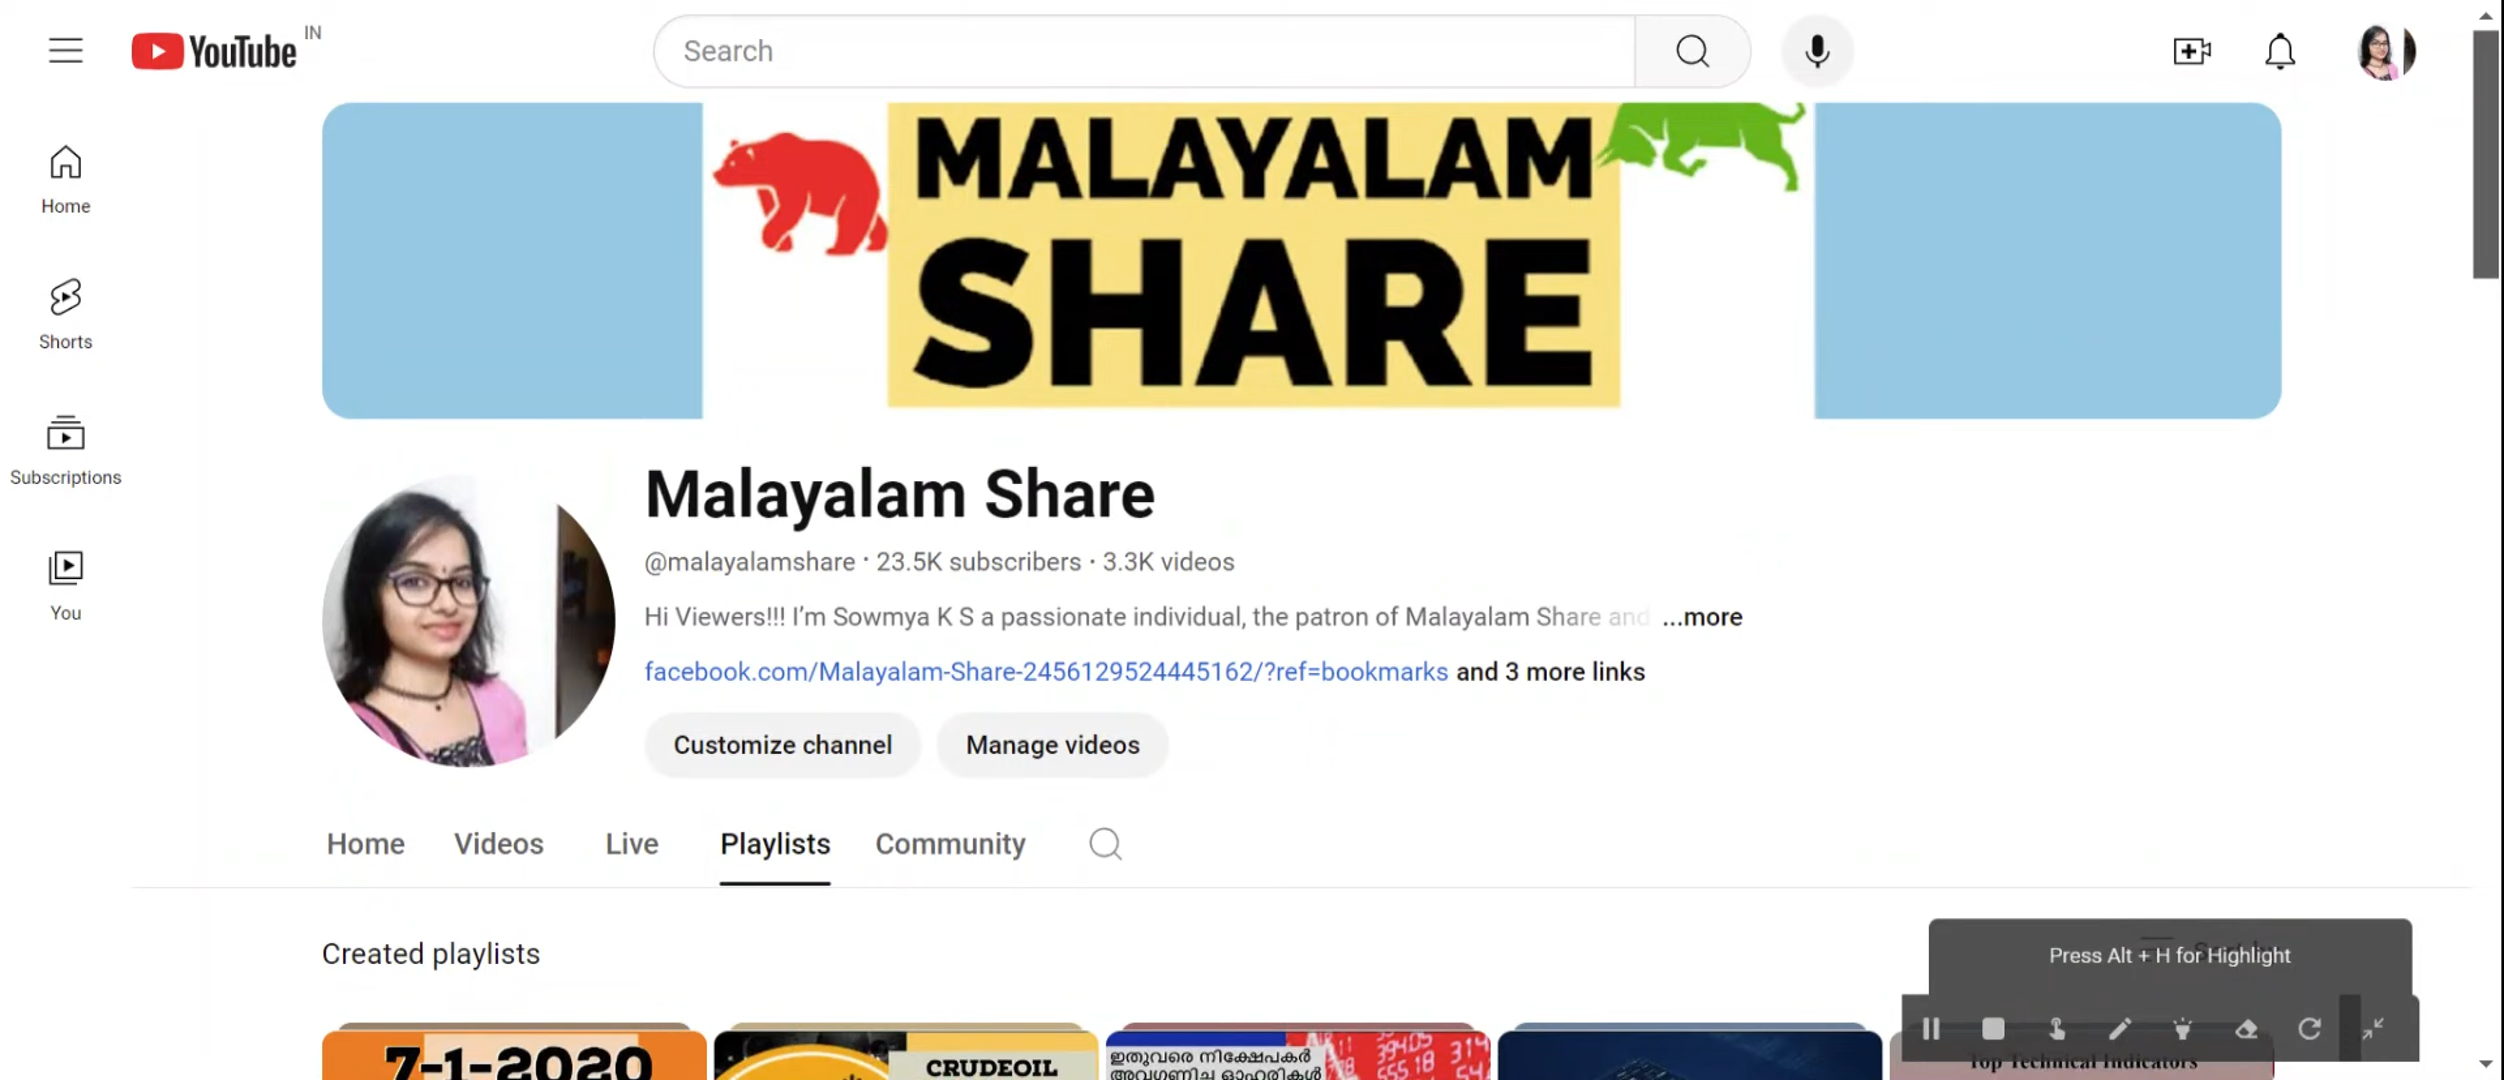 YouTube IN
Search
Home
Shorts
Subscriptions
You
MALAYALAM
SHARE
Malayalam Share
@malayalamshare · 23.5K subscribers · 3.3K videos
Hi Viewers!!! I'm Sowmya K S a passionate individual, the patron of Malayalam Share and ...more
facebook.com/Malayalam-Share-2456129524445162/?ref=bookmarks and 3 more links
Customize channel
Manage videos
Home Videos Live Playlists Community
Created playlists
Press Alt + H for Highlight
7-1-2020
CRUDEOIL
ഇതുവരെ നിക്ഷേപകർ
അവഗണിച്ച ഓഹരികൾ
Top Technical Indicators